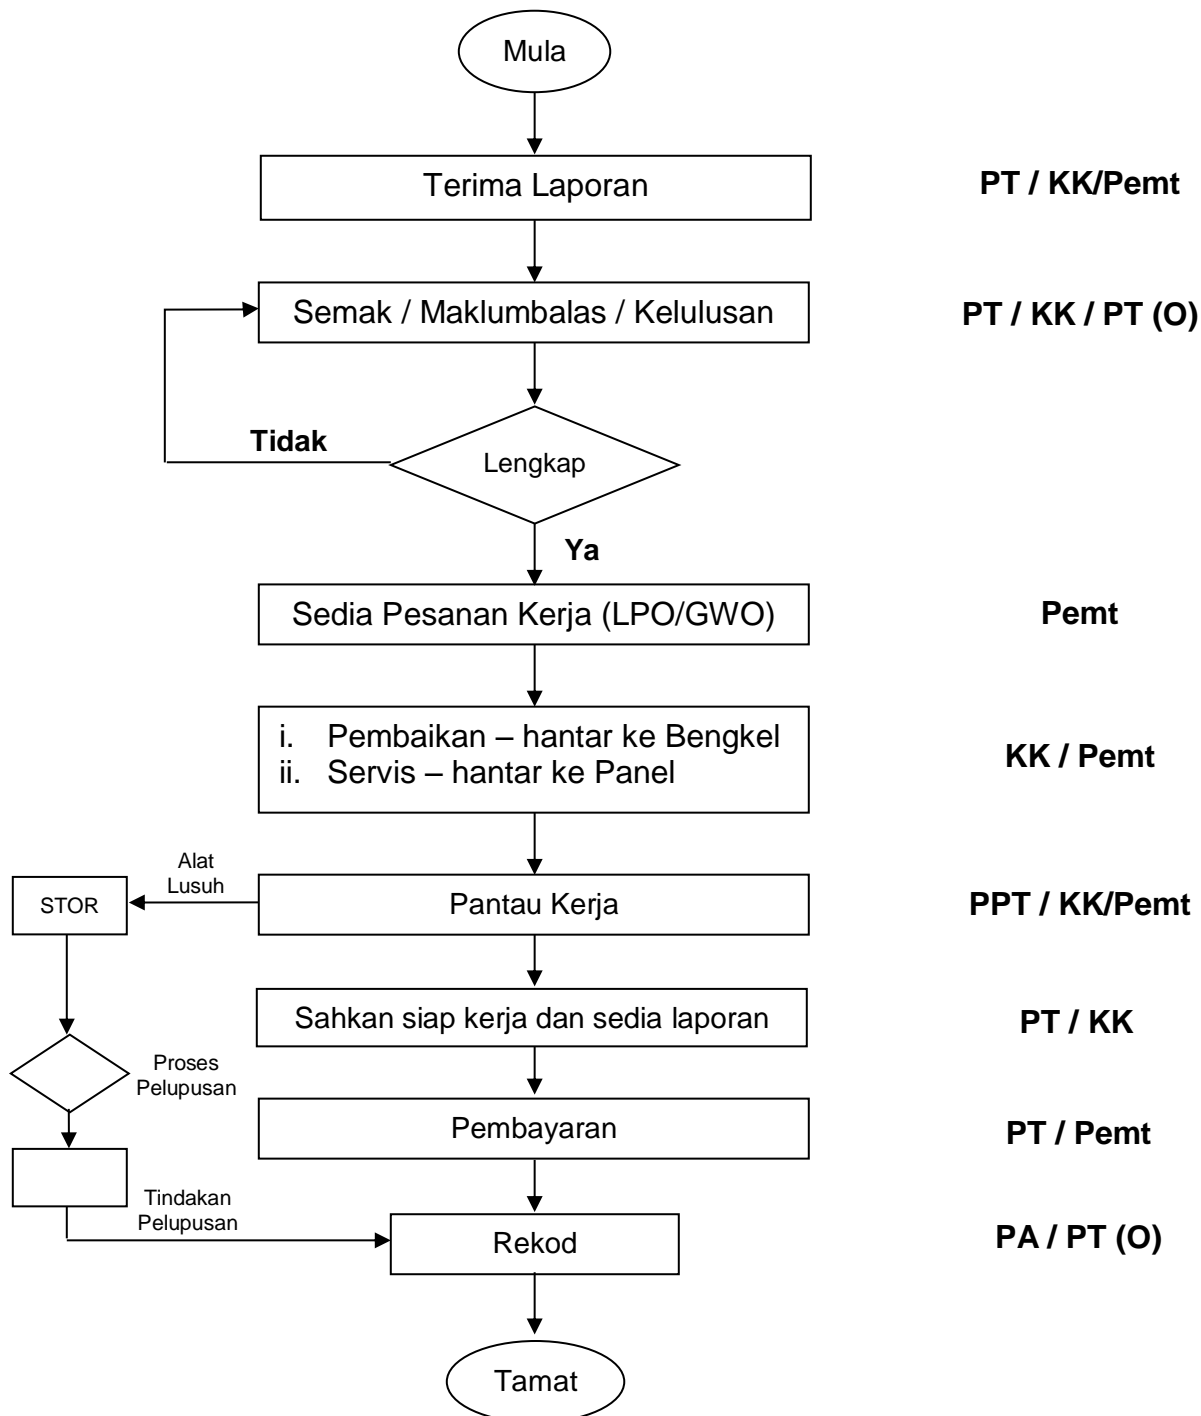 Mula
Terima Laporan
PT / KK/Pemt
Semak / Maklumbalas / Kelulusan
PT / KK / PT (O)
Tidak
Lengkap
Ya
Sedia Pesanan Kerja (LPO/GWO)
Pemt
i. Pembaikan – hantar ke Bengkel
ii. Servis – hantar ke Panel
KK / Pemt
Alat
Lusuh
STOR
Pantau Kerja
PPT / KK/Pemt
Sahkan siap kerja dan sedia laporan
PT / KK
Proses
Pelupusan
Pembayaran
PT / Pemt
Tindakan
Pelupusan
Rekod
PA / PT (O)
Tamat